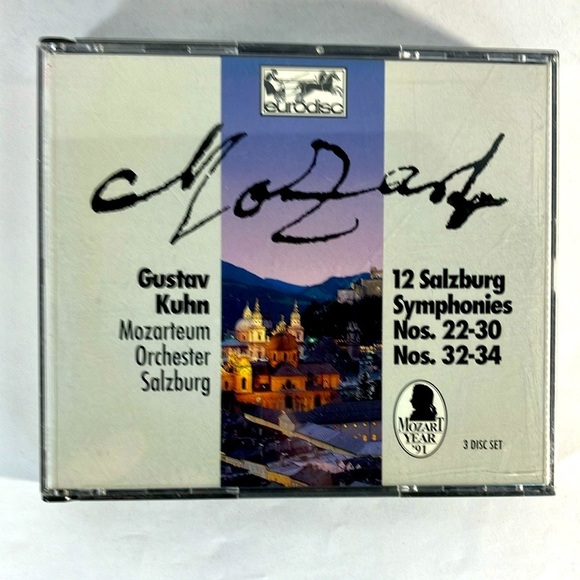 eurodisc
Mozart
Gustav
Kuhn
Mozarteum
Orchester
Salzburg
12 Salzburg
Symphonies
Nos. 22-30
Nos. 32-34
MOZART
YEAR
'91
3 DISC SET